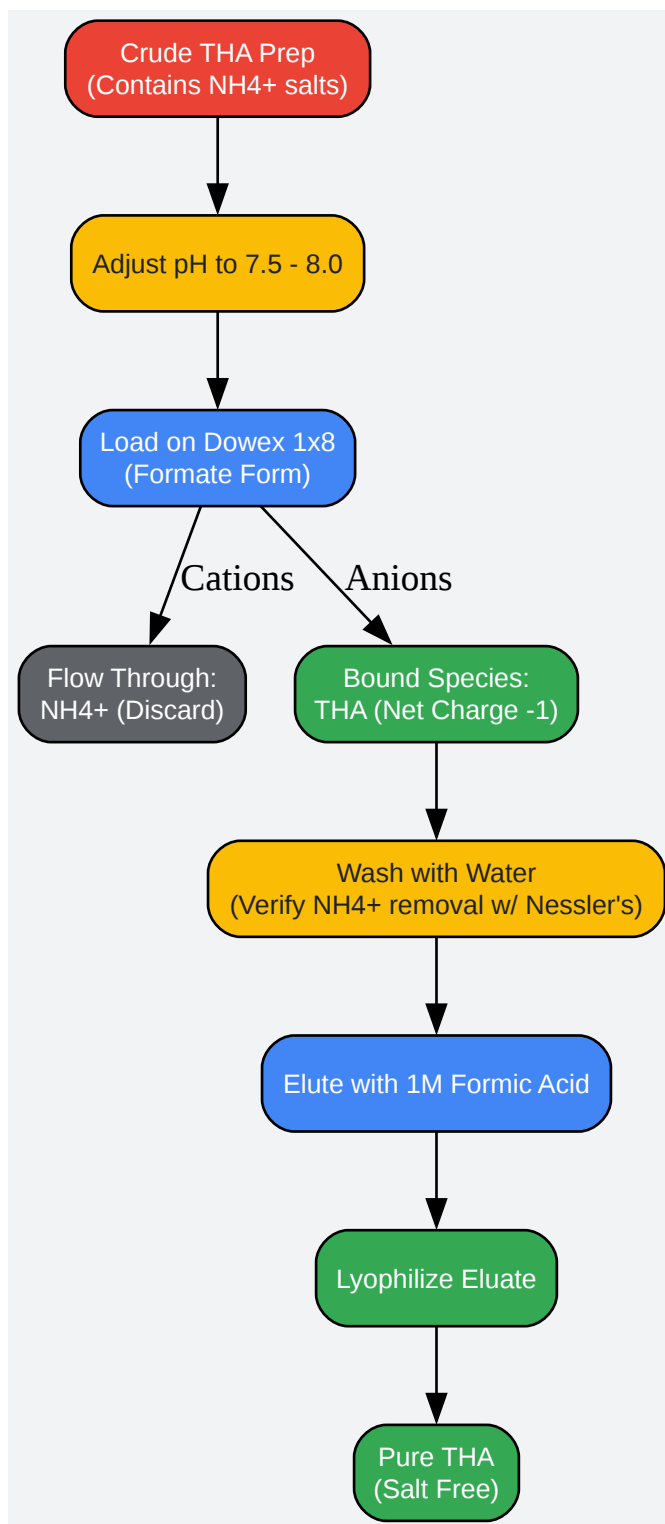 Crude THA Prep
(Contains NH4+ salts)
Adjust pH to 7.5 - 8.0
Load on Dowex 1x8
(Formate Form)
Cations
Anions
Flow Through:
NH4+ (Discard)
Bound Species:
THA (Net Charge -1)
Wash with Water
(Verify NH4+ removal w/ Nessler's)
Elute with 1M Formic Acid
Lyophilize Eluate
Pure THA
(Salt Free)